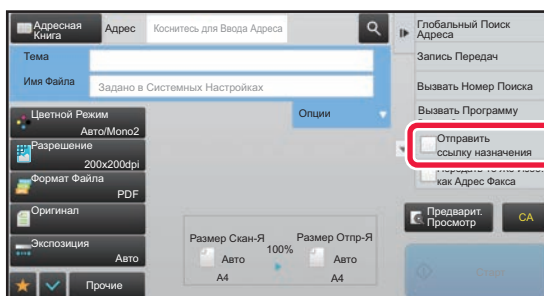 Адресная
Книга
Адрес
Коснитесь для Ввода Адреса
Глобальный Поиск
Адреса
Тема
Запись Передач
Имя Файла
Задано в Системных Настройках
Вызвать Номер Поиска
Опции
Вызвать Программу
Цветной Режим
Авто/Mono2
Отправить
ссылку назначения
Разрешение
200x200dpi
как Адрес Факса
Формат Файла
PDF
Оригинал
Предварит.
Просмотр
CA
Экспозиция
Авто
Размер Скан-Я
100%
Размер Отпр-Я
Авто
Авто
A4
A4
Прочие